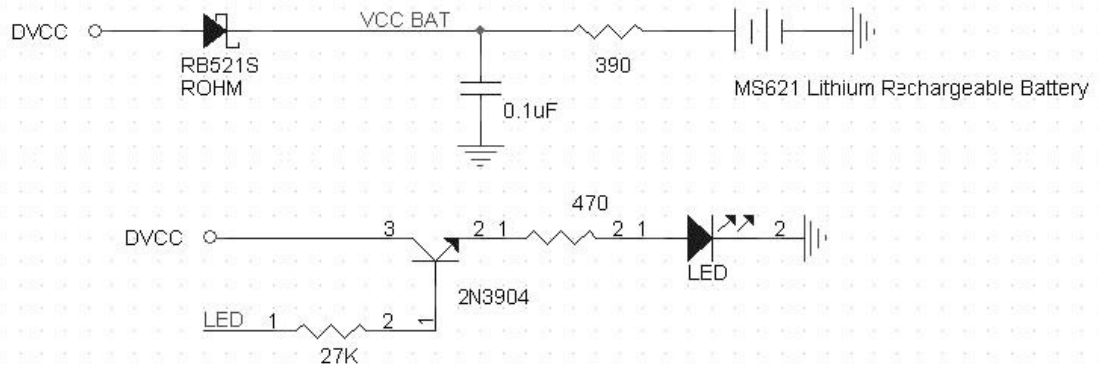 DVCC
VCC BAT
RB521S
ROHM
390
MS621 Lithium Rechargeable Battery
0.1uF
470
DVCC
3
2 1
2 1
2
LED
2N3904
LED
1
2
1
27K